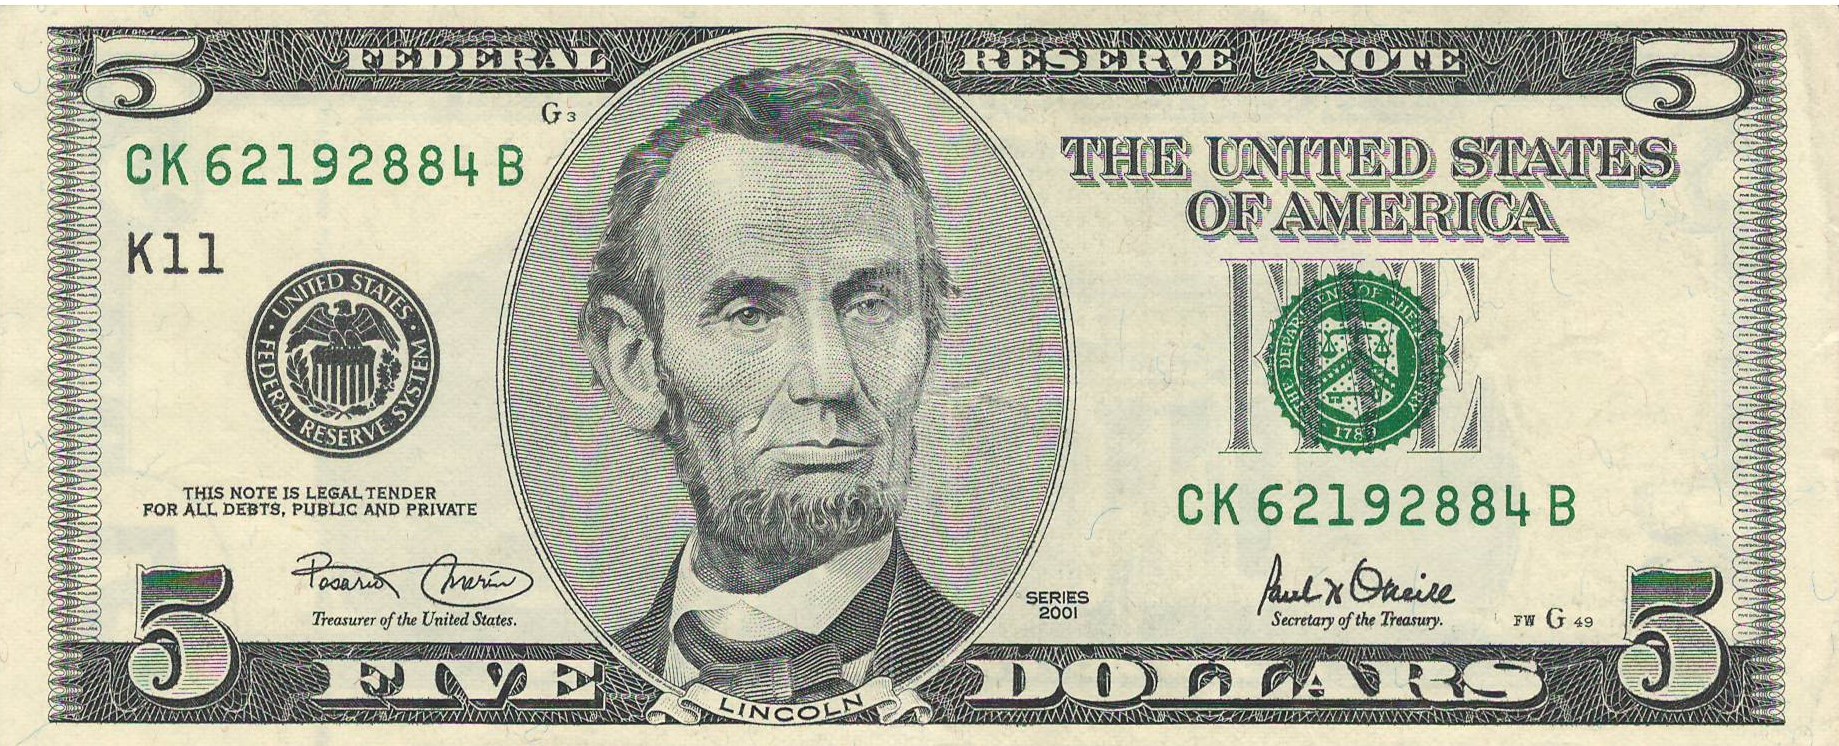 5 FEDERAL RESERVE NOTE 5
G3
CK 62192884 B
K11
THE UNITED STATES
OF AMERICA
UNITED STATES
FEDERAL RESERVE SYSTEM
FIVE
THE DEPARTMENT OF THE
1789
THIS NOTE IS LEGAL TENDER
FOR ALL DEBTS, PUBLIC AND PRIVATE
CK 62192884 B
Rosario Marin
Treasurer of the United States.
SERIES
2001
Paul H O'Neill
Secretary of the Treasury.
FW G 49
5 FIVE DOLLARS 5
LINCOLN